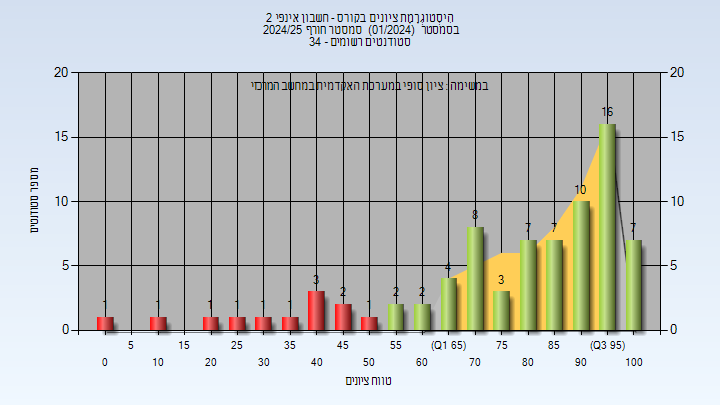 הִיסְטוֹגְרָמַת ציונים בקורס - חשבון אינפי 2
בסמסטר (01/2024) סמסטר חורף 2024/25
סטודנטים רשומים - 34
במשימה : ציון סופי במערכת האקדמית במחשב המרכזי
20 20
15 15
10 10
5 5
0 0
מספר סטודנטים
1 1 1 1 1 1 3 2 1 2 2 4 8 3 7 7 10 16 7
5 15 25 35 45 55 (Q1 65) 75 85 (Q3 95)
0 10 20 30 40 50 60 70 80 90 100
טווח ציונים